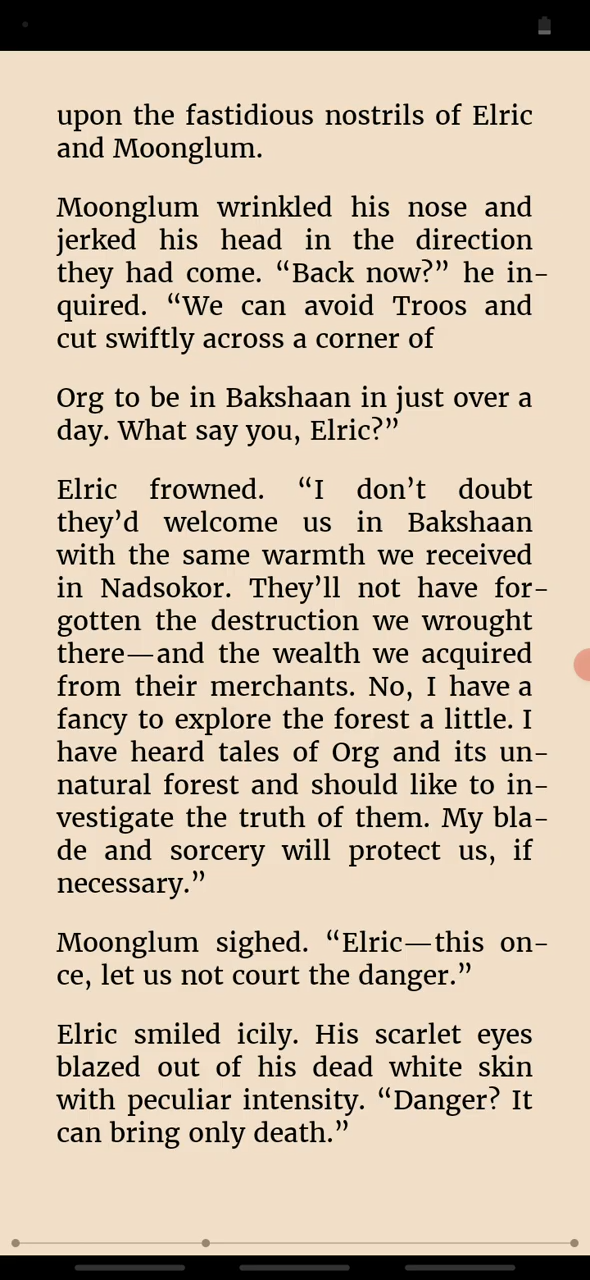 upon the fastidious nostrils of Elric
and Moonglum.
Moonglum wrinkled his nose and
jerked his head in the direction
they had come. “Back now?” he in-
quired. “We can avoid Troos and
cut swiftly across a corner of
Org to be in Bakshaan in just over a
day. What say you, Elric?”
Elric frowned. “I don’t doubt
they’d welcome us in Bakshaan
with the same warmth we received
in Nadsokor. They’ll not have for-
gotten the destruction we wrought
there—and the wealth we acquired
from their merchants. No, I have a
fancy to explore the forest a little. I
have heard tales of Org and its un-
natural forest and should like to in-
vestigate the truth of them. My bla-
de and sorcery will protect us, if
necessary.”
Moonglum sighed. “Elric—this on-
ce, let us not court the danger.”
Elric smiled icily. His scarlet eyes
blazed out of his dead white skin
with peculiar intensity. “Danger? It
can bring only death.”